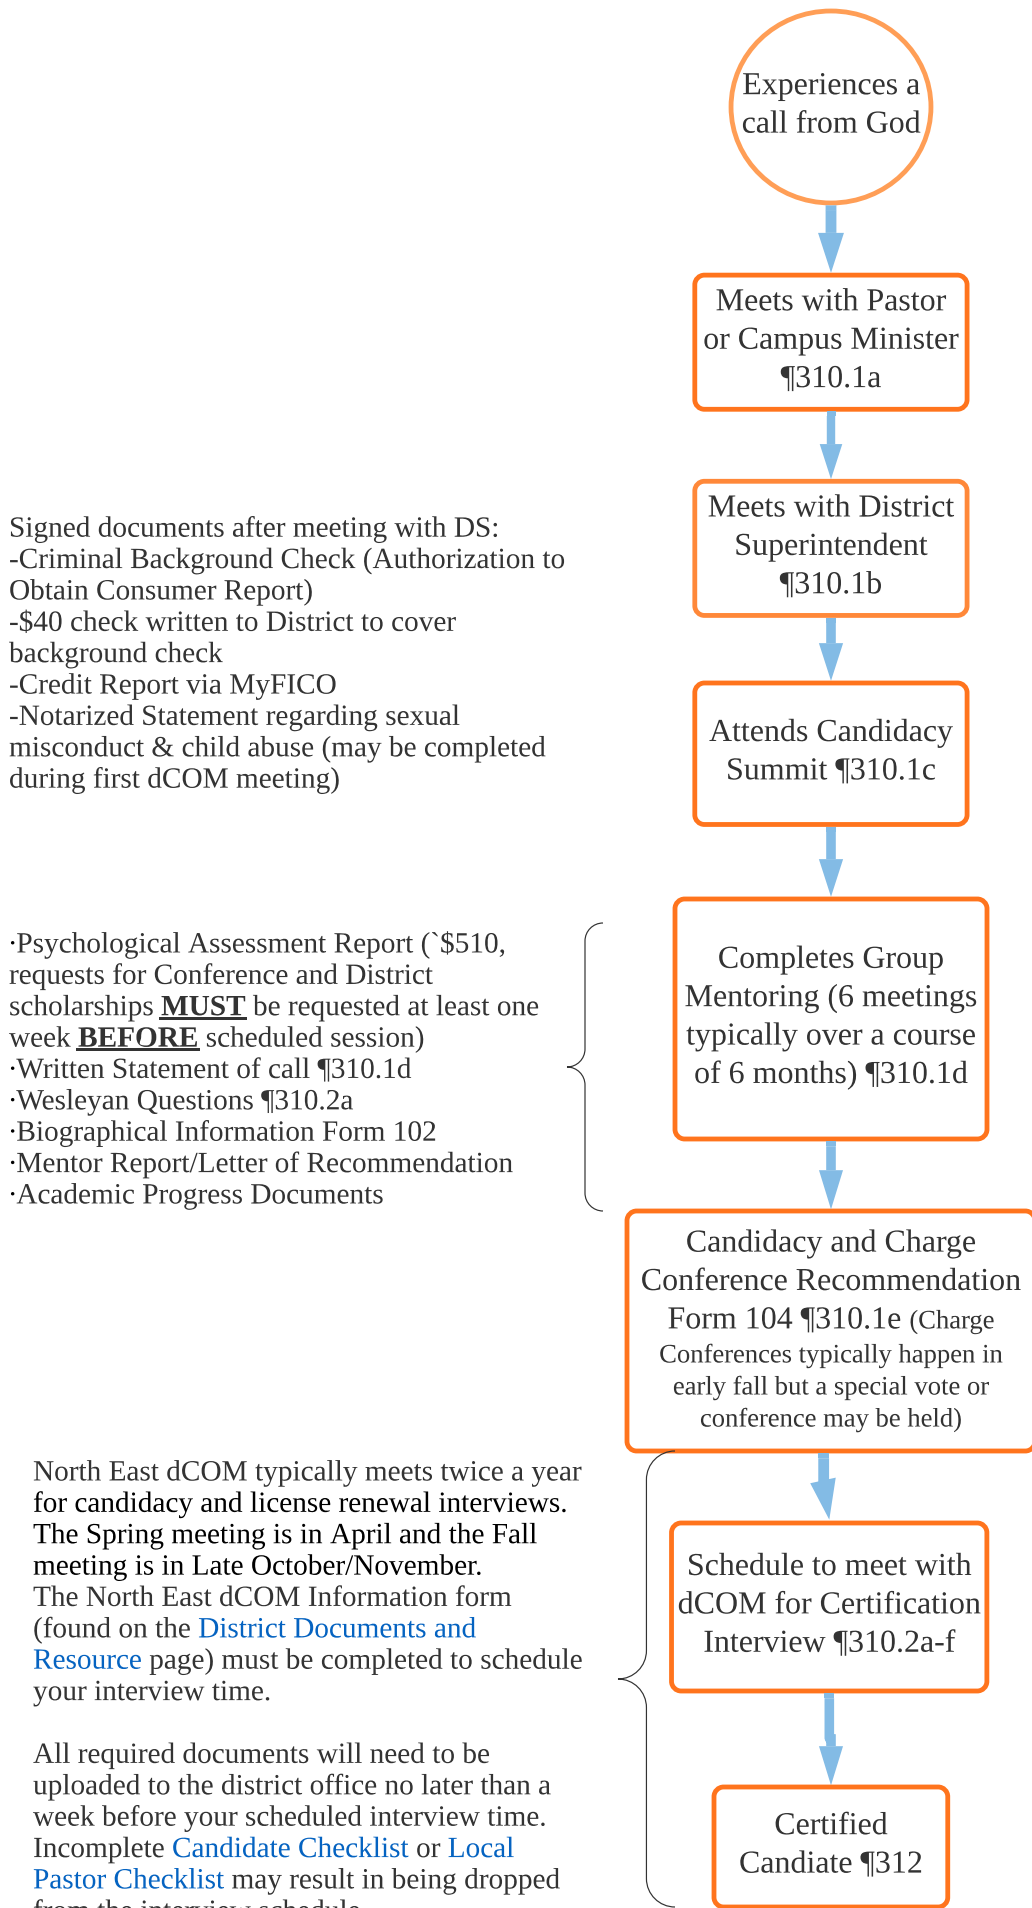 Experiences a
call from God
Meets with Pastor
or Campus Minister
¶310.1a
Meets with District
Superintendent
¶310.1b
Signed documents after meeting with DS:
-Criminal Background Check (Authorization to
Obtain Consumer Report)
-$40 check written to District to cover
background check
-Credit Report via MyFICO
-Notarized Statement regarding sexual
misconduct & child abuse (may be completed
during first dCOM meeting)
Attends Candidacy
Summit ¶310.1c
·Psychological Assessment Report (`$510,
requests for Conference and District
scholarships MUST be requested at least one
week BEFORE scheduled session)
·Written Statement of call ¶310.1d
·Wesleyan Questions ¶310.2a
·Biographical Information Form 102
·Mentor Report/Letter of Recommendation
·Academic Progress Documents
Completes Group
Mentoring (6 meetings
typically over a course
of 6 months) ¶310.1d
Candidacy and Charge
Conference Recommendation
Form 104 ¶310.1e (Charge
Conferences typically happen in
early fall but a special vote or
conference may be held)
North East dCOM typically meets twice a year
for candidacy and license renewal interviews.
The Spring meeting is in April and the Fall
meeting is in Late October/November.
The North East dCOM Information form
(found on the District Documents and
Resource page) must be completed to schedule
your interview time.
All required documents will need to be
uploaded to the district office no later than a
week before your scheduled interview time.
Incomplete Candidate Checklist or Local
Pastor Checklist may result in being dropped
from the interview schedule
Schedule to meet with
dCOM for Certification
Interview ¶310.2a-f
Certified
Candiate ¶312